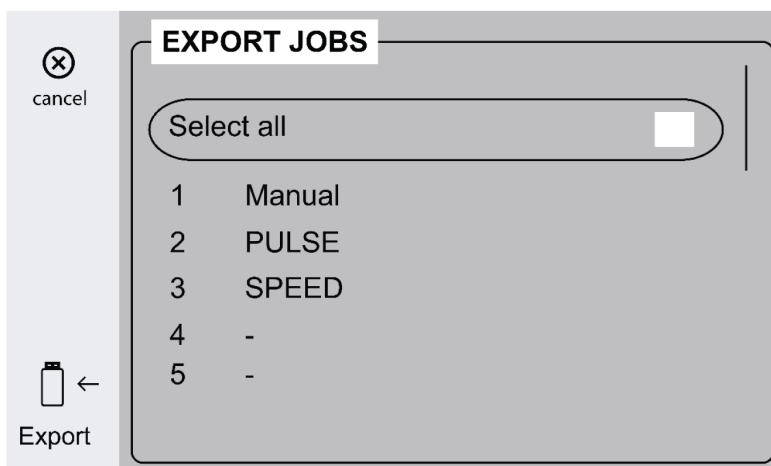 cancel
EXPORT JOBS
Select all
1 Manual
2 PULSE
3 SPEED
4 -
5 -
Export